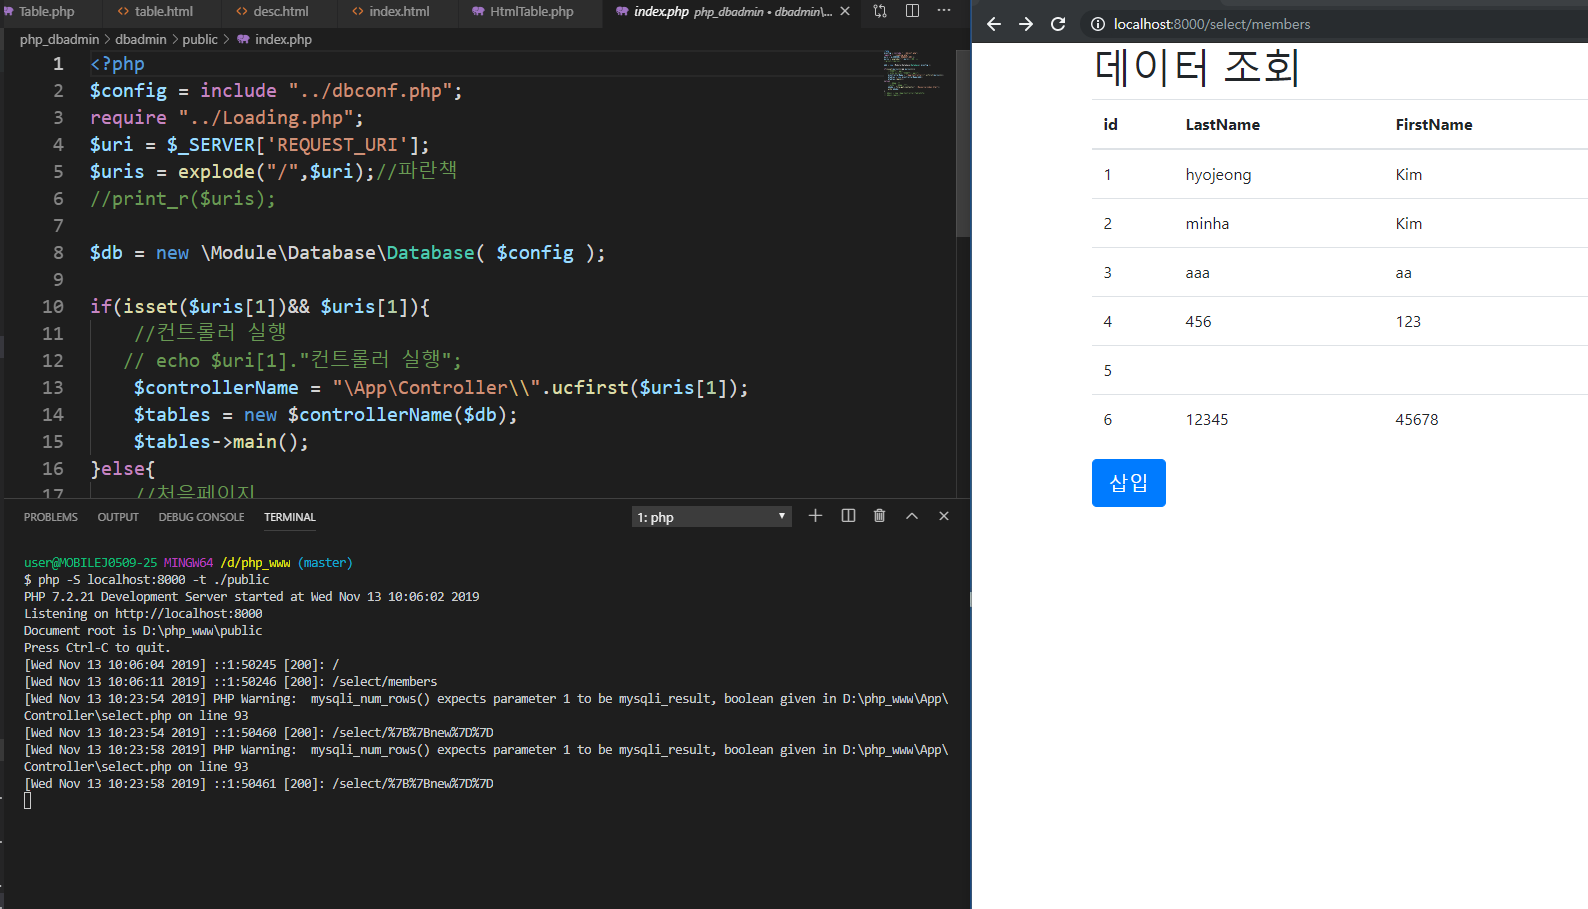 Table.php
table.html
desc.html
index.html
HtmlTable.php
index.php php_dbadmin • dbadmin\...
php_dbadmin > dbadmin > public > index.php
1 <?php
2 $config = include "../dbconf.php";
3 require "../Loading.php";
4 $uri = $_SERVER['REQUEST_URI'];
5 $uris = explode("/",$uri);//파란책
6 //print_r($uris);
7
8 $db = new \Module\Database\Database( $config );
9
10 if(isset($uris[1])&& $uris[1]){
11 //컨트롤러 실행
12 // echo $uri[1]."컨트롤러 실행";
13 $controllerName = "\App\Controller\\".ucfirst($uris[1]);
14 $tables = new $controllerName($db);
15 $tables->main();
16 }else{
17 //처음페이지
PROBLEMS OUTPUT DEBUG CONSOLE TERMINAL
1: php
user@MOBILEJ0509-25 MINGW64 /d/php_www (master)
$ php -S localhost:8000 -t ./public
PHP 7.2.21 Development Server started at Wed Nov 13 10:06:02 2019
Listening on http://localhost:8000
Document root is D:\php_www\public
Press Ctrl-C to quit.
[Wed Nov 13 10:06:04 2019] ::1:50245 [200]: /
[Wed Nov 13 10:06:11 2019] ::1:50246 [200]: /select/members
[Wed Nov 13 10:23:54 2019] PHP Warning:  mysqli_num_rows() expects parameter 1 to be mysqli_result, boolean given in D:\php_www\App\
Controller\select.php on line 93
[Wed Nov 13 10:23:54 2019] ::1:50460 [200]: /select/%7B%7Bnew%7D%7D
[Wed Nov 13 10:23:58 2019] PHP Warning:  mysqli_num_rows() expects parameter 1 to be mysqli_result, boolean given in D:\php_www\App\
Controller\select.php on line 93
[Wed Nov 13 10:23:58 2019] ::1:50461 [200]: /select/%7B%7Bnew%7D%7D
localhost:8000/select/members
데이터 조회
id LastName FirstName
1 hyojeong Kim
2 minha Kim
3 aaa aa
4 456 123
5
6 12345 45678
삽입